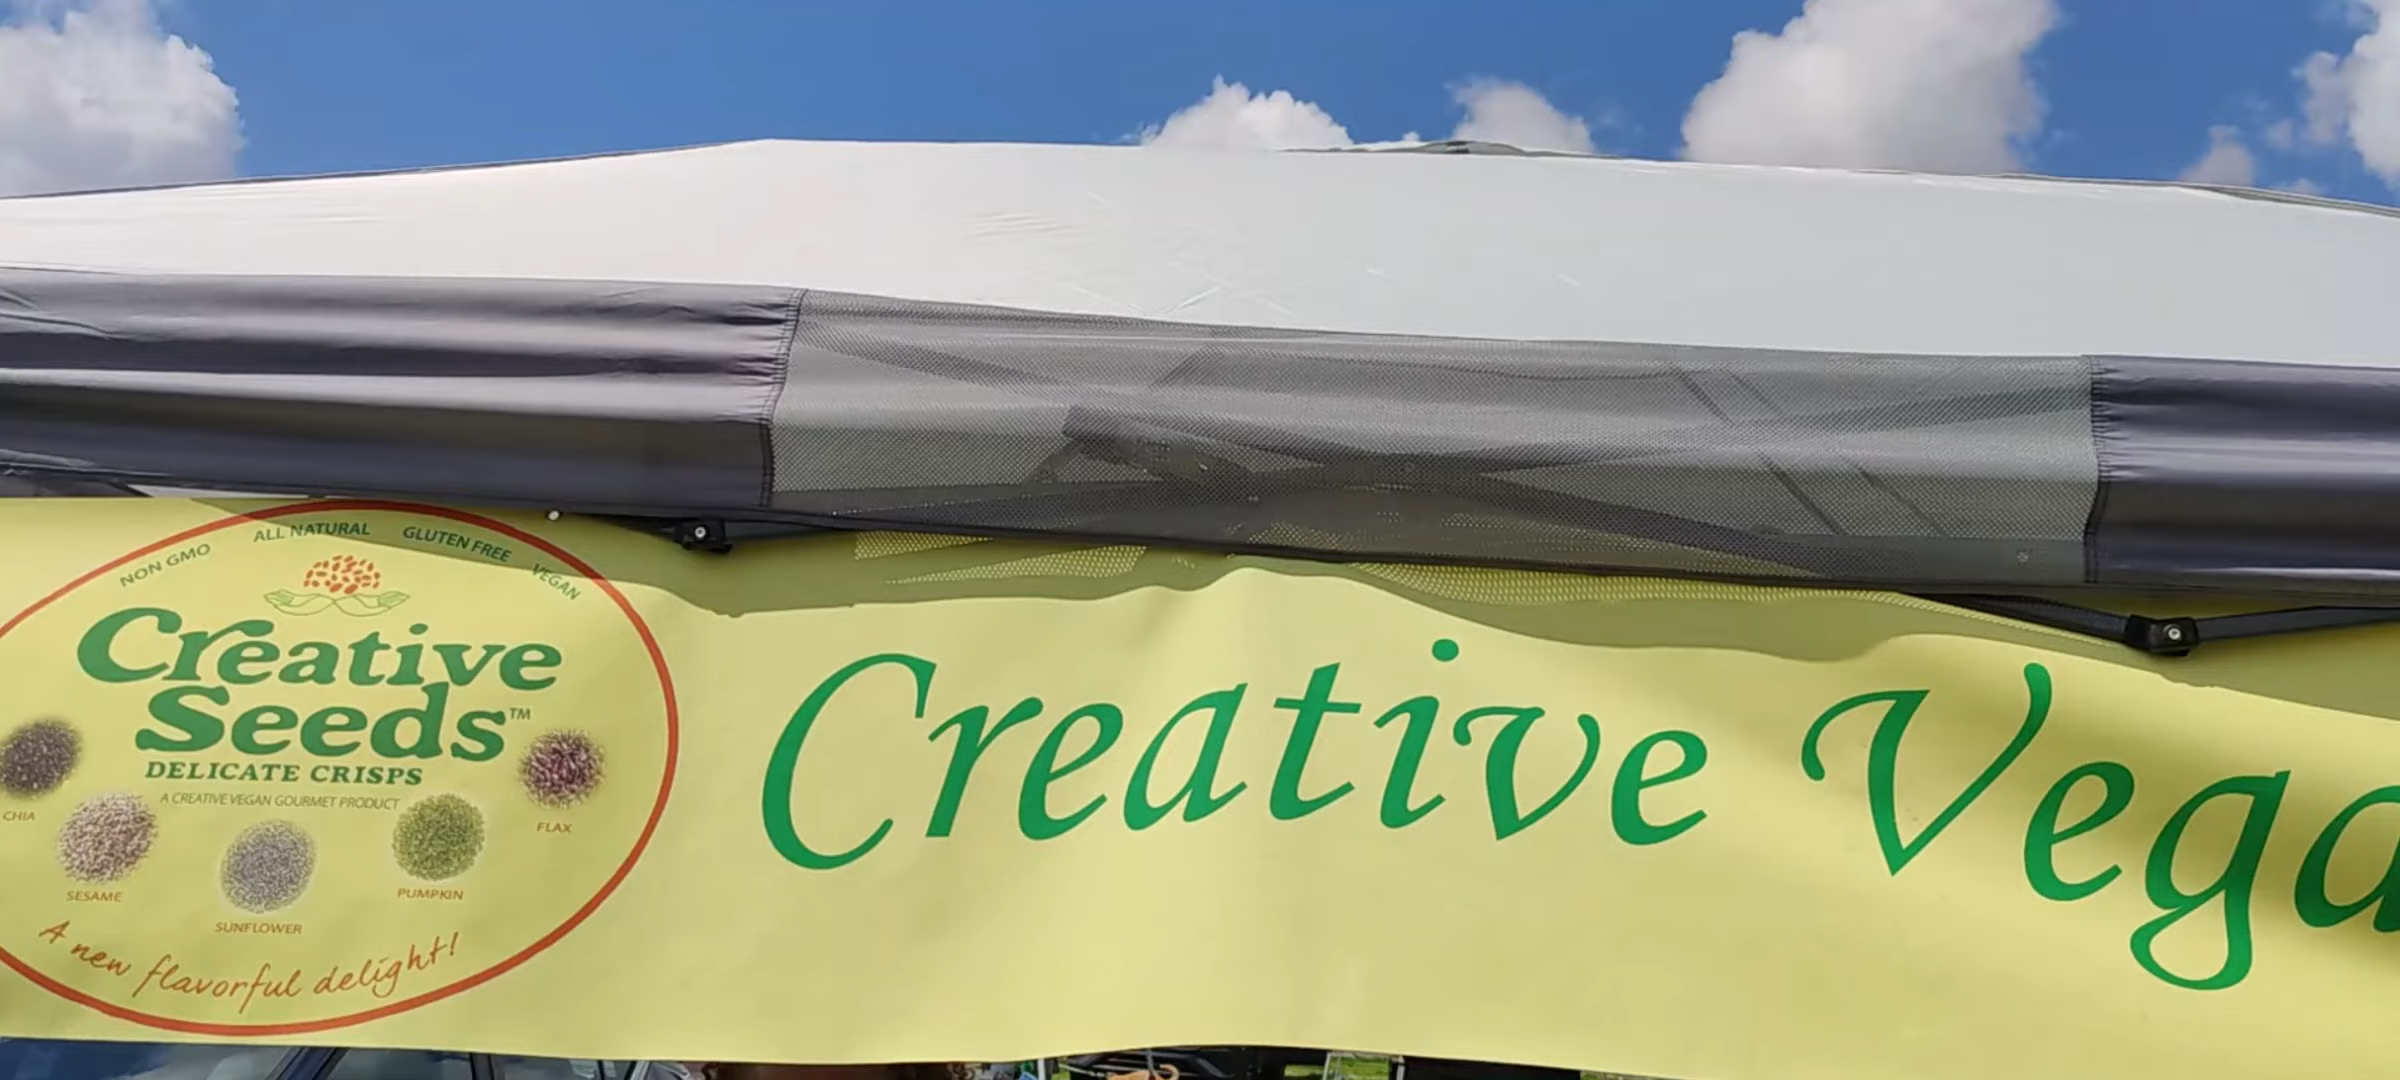 NON GMO ALL NATURAL GLUTEN FREE VEGAN
Creative
Seeds™
DELICATE CRISPS
A CREATIVE VEGAN GOURMET PRODUCT
CHIA
FLAX
SESAME
PUMPKIN
SUNFLOWER
A new flavorful delight!
Creative Vega